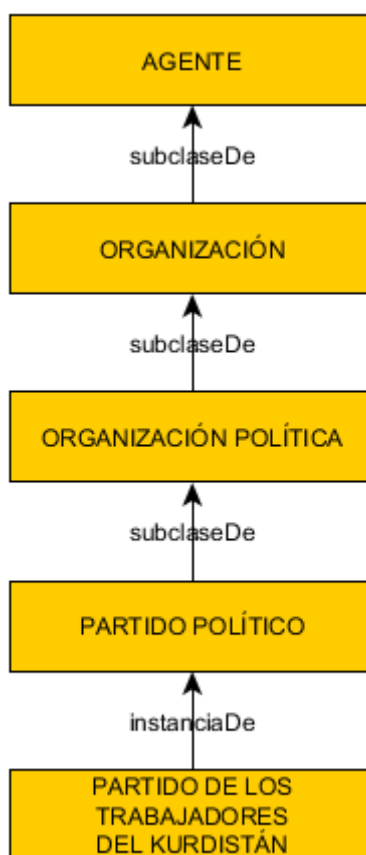 AGENTE
subclaseDe
ORGANIZACIÓN
subclaseDe
ORGANIZACIÓN POLÍTICA
subclaseDe
PARTIDO POLÍTICO
instanciaDe
PARTIDO DE LOS
TRABAJADORES
DEL KURDISTÁN